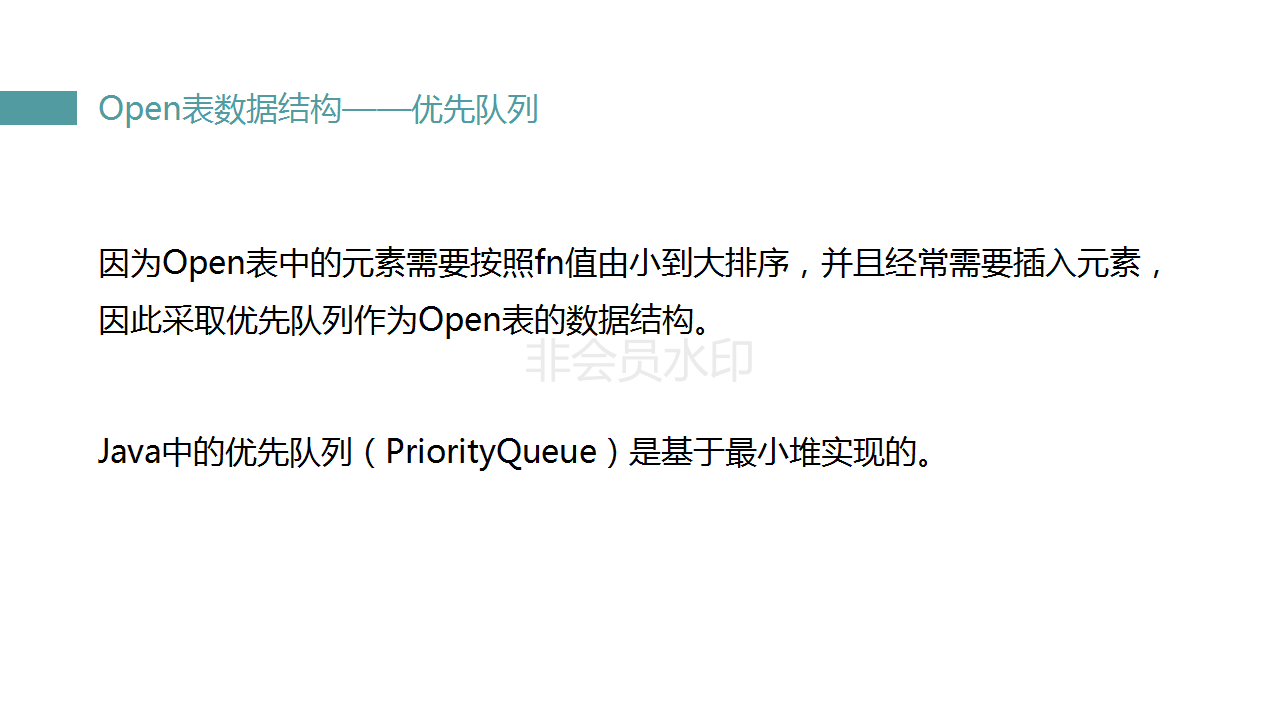 Open表数据结构——优先队列
因为Open表中的元素需要按照fn值由小到大排序，并且经常需要插入元素，
因此采取优先队列作为Open表的数据结构。
非会员水印
Java中的优先队列（PriorityQueue）是基于最小堆实现的。